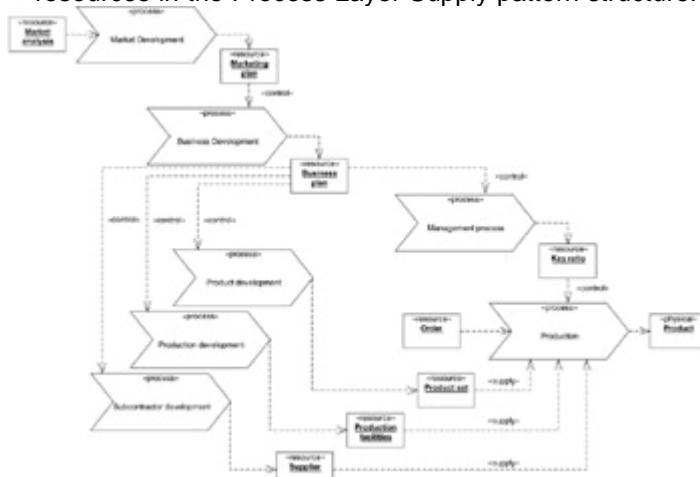 resources in the Process Layer Supply pattern structure.
«resource»
Market
analysis
«process»
Market Development
«resource»
Marketing
plan
«control»
«process»
Business Development
«resource»
Business
plan
«control»
«control»
«control»
«control»
«process»
Management process
«resource»
Key ratio
«control»
«process»
Product development
«process»
Production development
«process»
Subcontractor development
«resource»
Order
«process»
Production
«physical»
Product
«resource»
Product set
«supply»
«resource»
Production
facilities
«supply»
«resource»
Supplier
«supply»